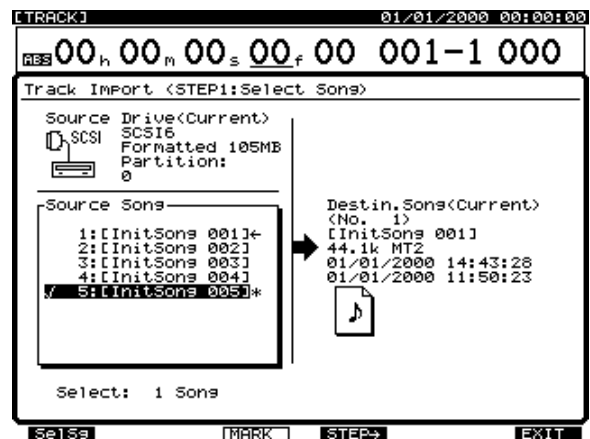 [TRACK] 01/01/2000 00:00:00
ABS 00h 00m 00s 00f 00 001-1 000
Track Import <STEP1:Select Song>
Source Drive(Current)
SCSI SCSI6
Formatted 105MB
Partition:
0
Source Song
1:[InitSong 001]←
2:[InitSong 002]
3:[InitSong 003]
4:[InitSong 004]
✓ 5:[InitSong 005]*
Select: 1 Song
Destin.Song(Current)
(No. 1)
[InitSong 001]
44.1k MT2
01/01/2000 14:43:28
01/01/2000 11:50:23
SelSg MARK STEP→ EXIT